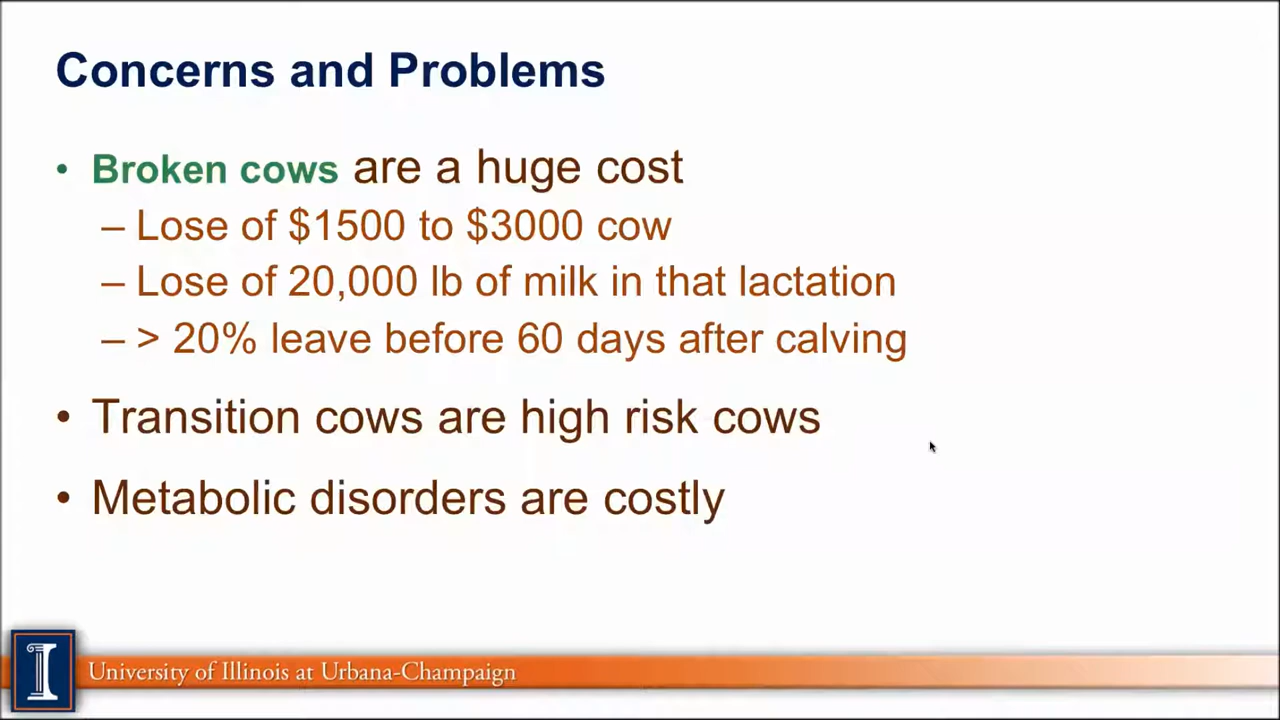 Concerns and Problems
• Broken cows are a huge cost
– Lose of $1500 to $3000 cow
– Lose of 20,000 lb of milk in that lactation
– > 20% leave before 60 days after calving
• Transition cows are high risk cows
• Metabolic disorders are costly
I
University of Illinois at Urbana-Champaign